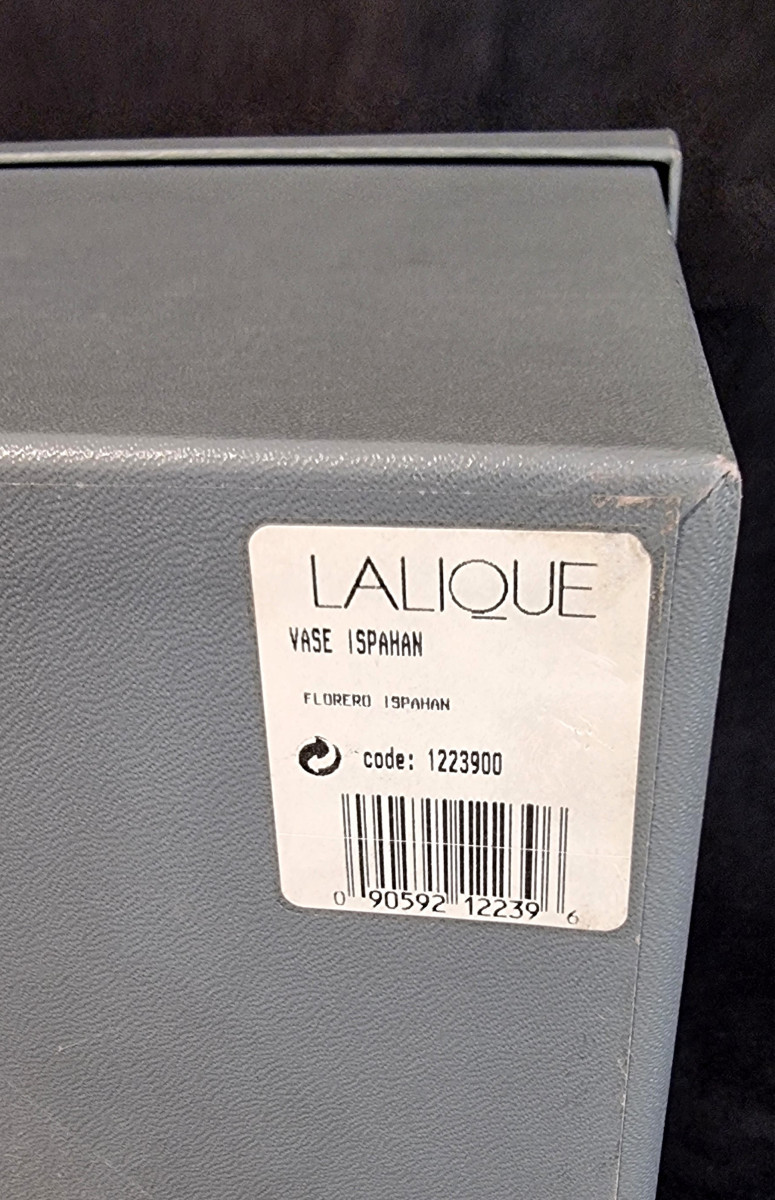 LALIQUE
VASE ISPAHAN
FLORERO ISPAHAN
code: 1223900
0 90592 12239 6